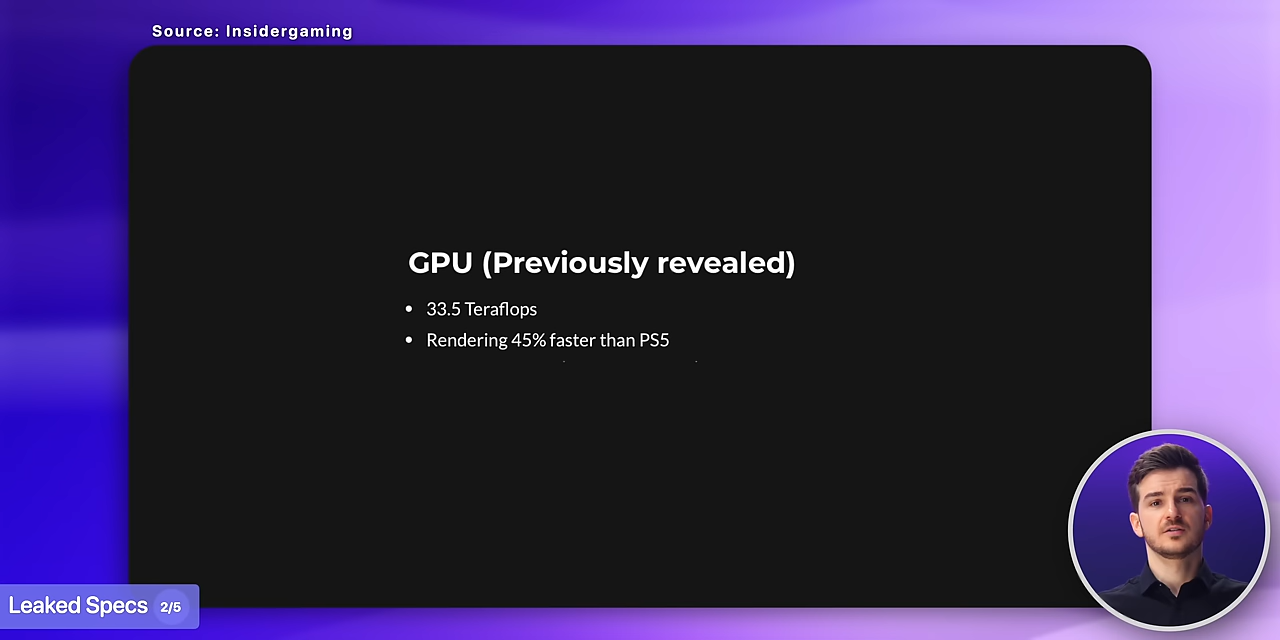 Source: Insidergaming
GPU (Previously revealed)
• 33.5 Teraflops
• Rendering 45% faster than PS5
Leaked Specs 2/5